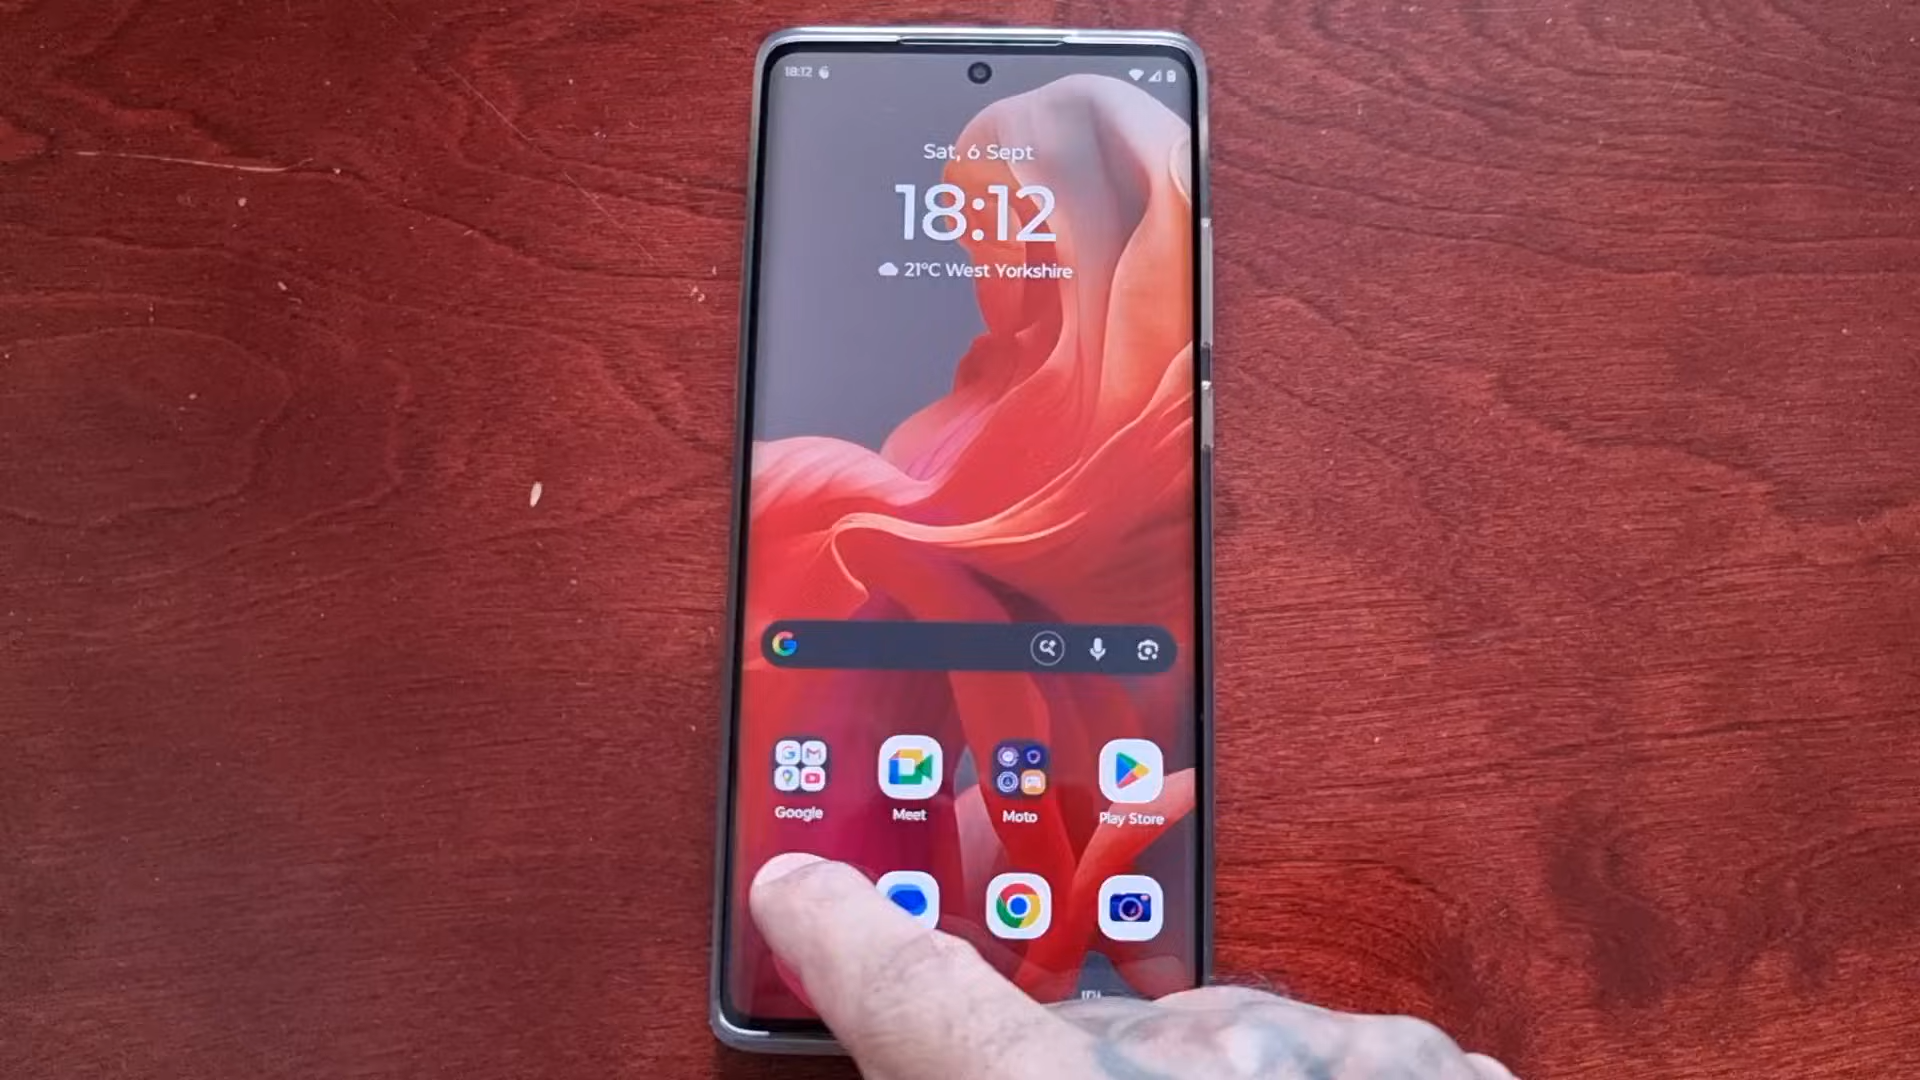 18:12
Sat, 6 Sept
18:12
21°C West Yorkshire
Google
Meet
Moto
Play Store